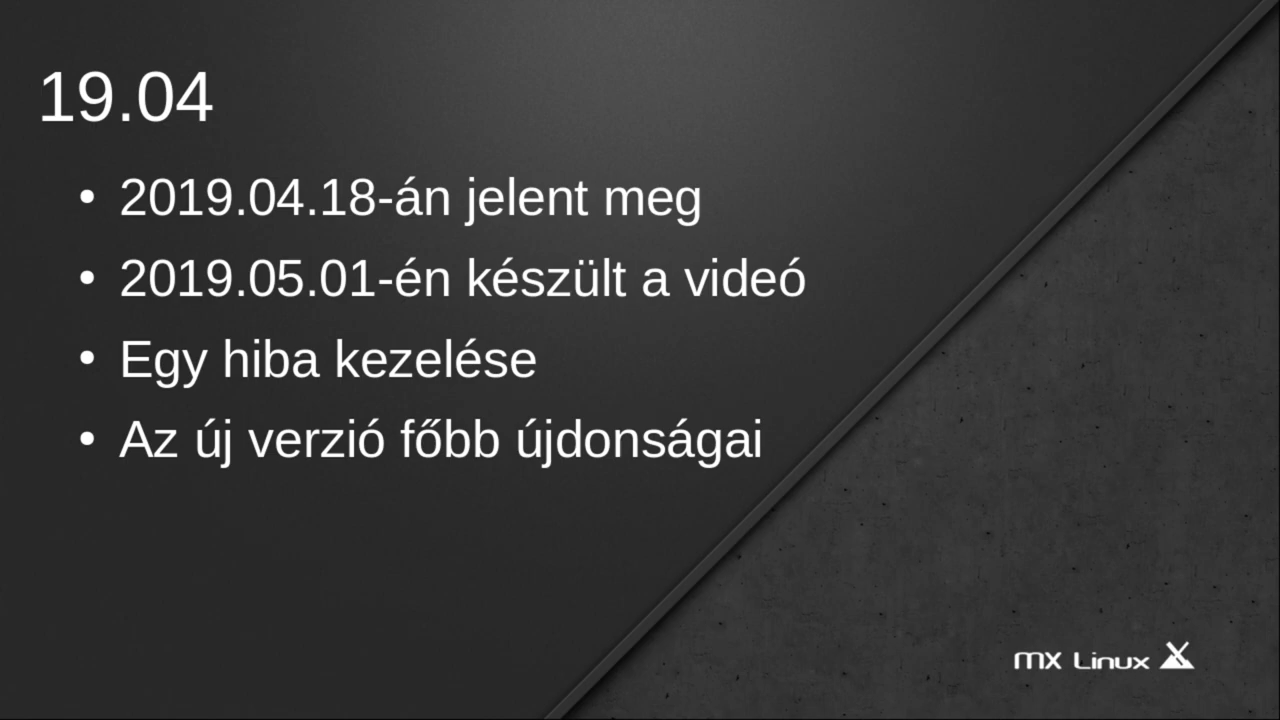 19.04
• 2019.04.18-án jelent meg
• 2019.05.01-én készült a videó
• Egy hiba kezelése
• Az új verzió főbb újdonságai
MX Linux